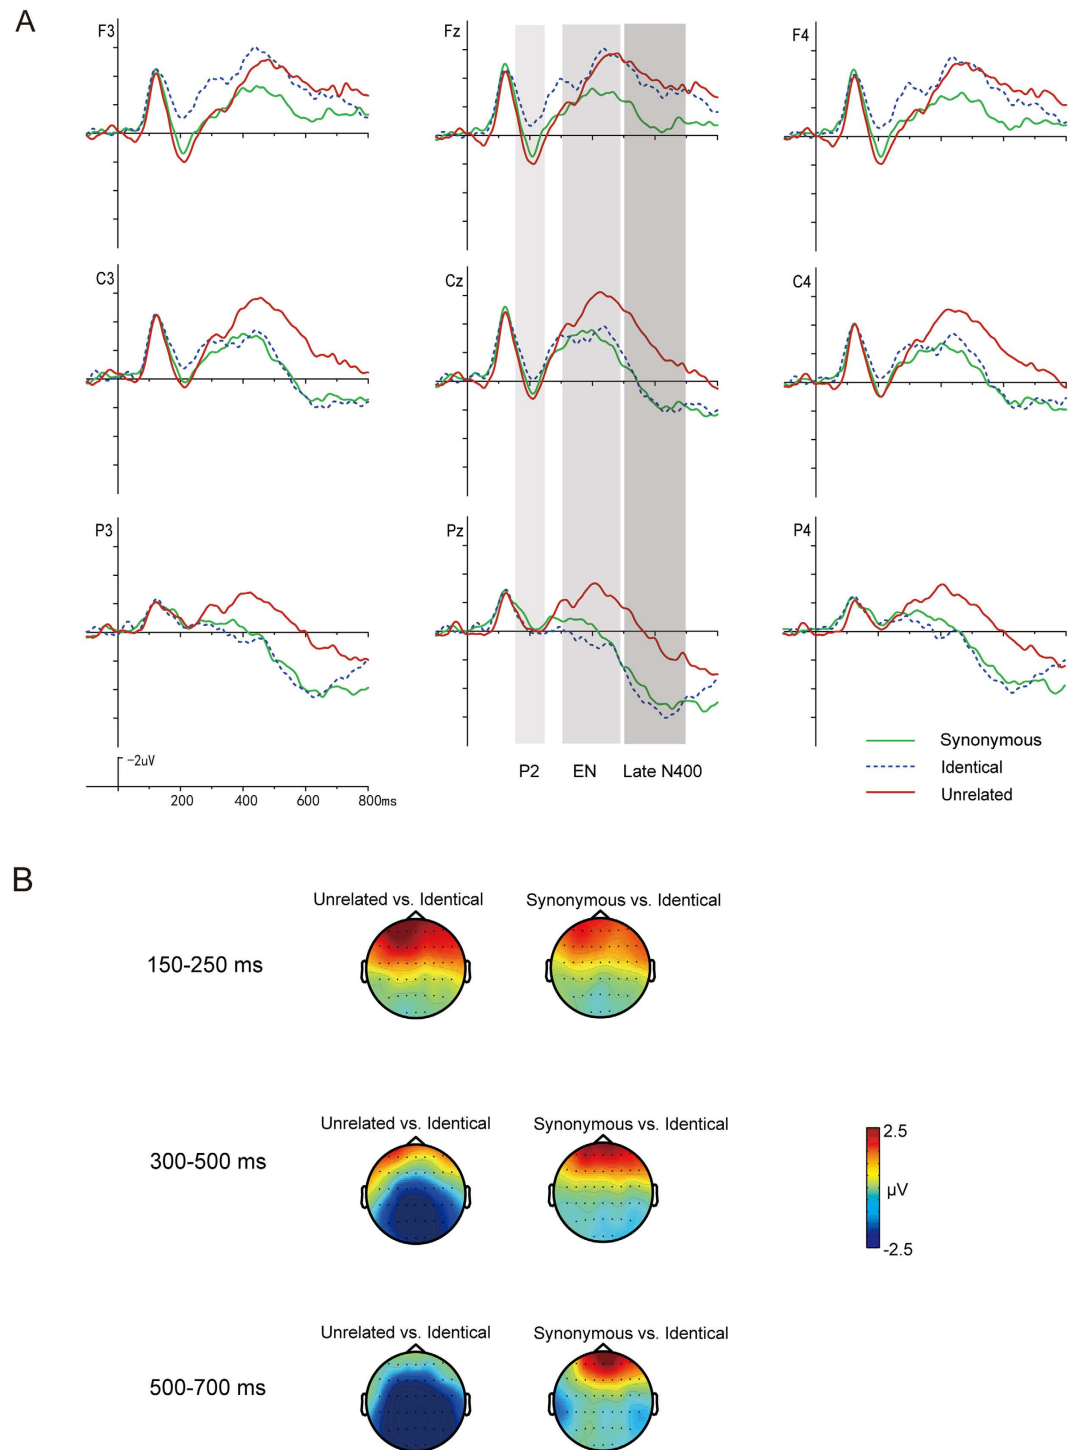 A
F3 Fz F4
C3 Cz C4
P3 Pz P4
-2uV
200 400 600 800ms
P2 EN Late N400
Synonymous
Identical
Unrelated
B
Unrelated vs. Identical Synonymous vs. Identical
150-250 ms
Unrelated vs. Identical Synonymous vs. Identical
300-500 ms
2.5
µV
-2.5
Unrelated vs. Identical Synonymous vs. Identical
500-700 ms